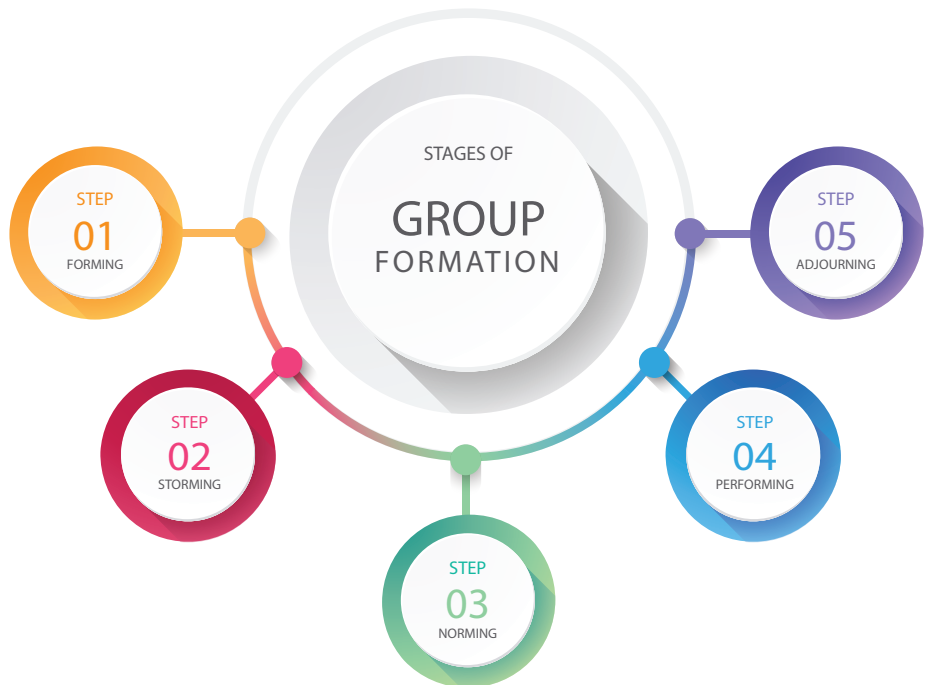 STAGES OF
GROUP
FORMATION
STEP
01
FORMING
STEP
02
STORMING
STEP
03
NORMING
STEP
04
PERFORMING
STEP
05
ADJOURNING